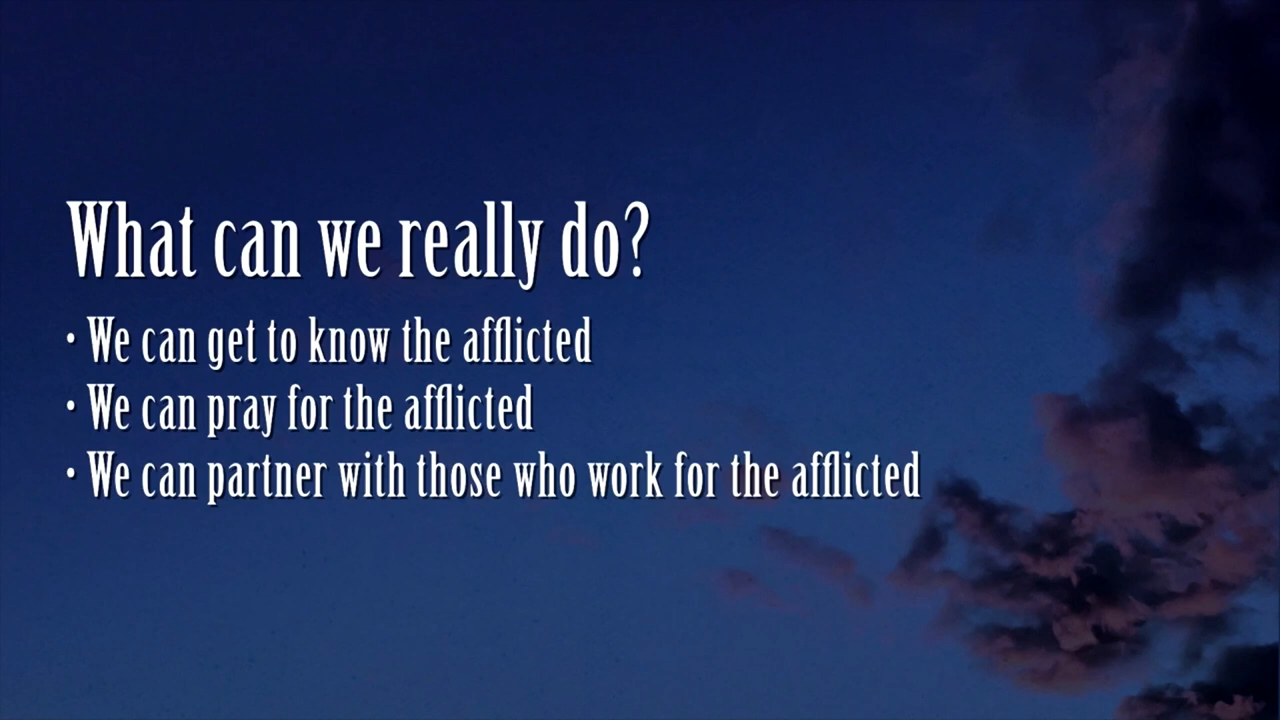 What can we really do?
• We can get to know the afflicted
• We can pray for the afflicted
• We can partner with those who work for the afflicted